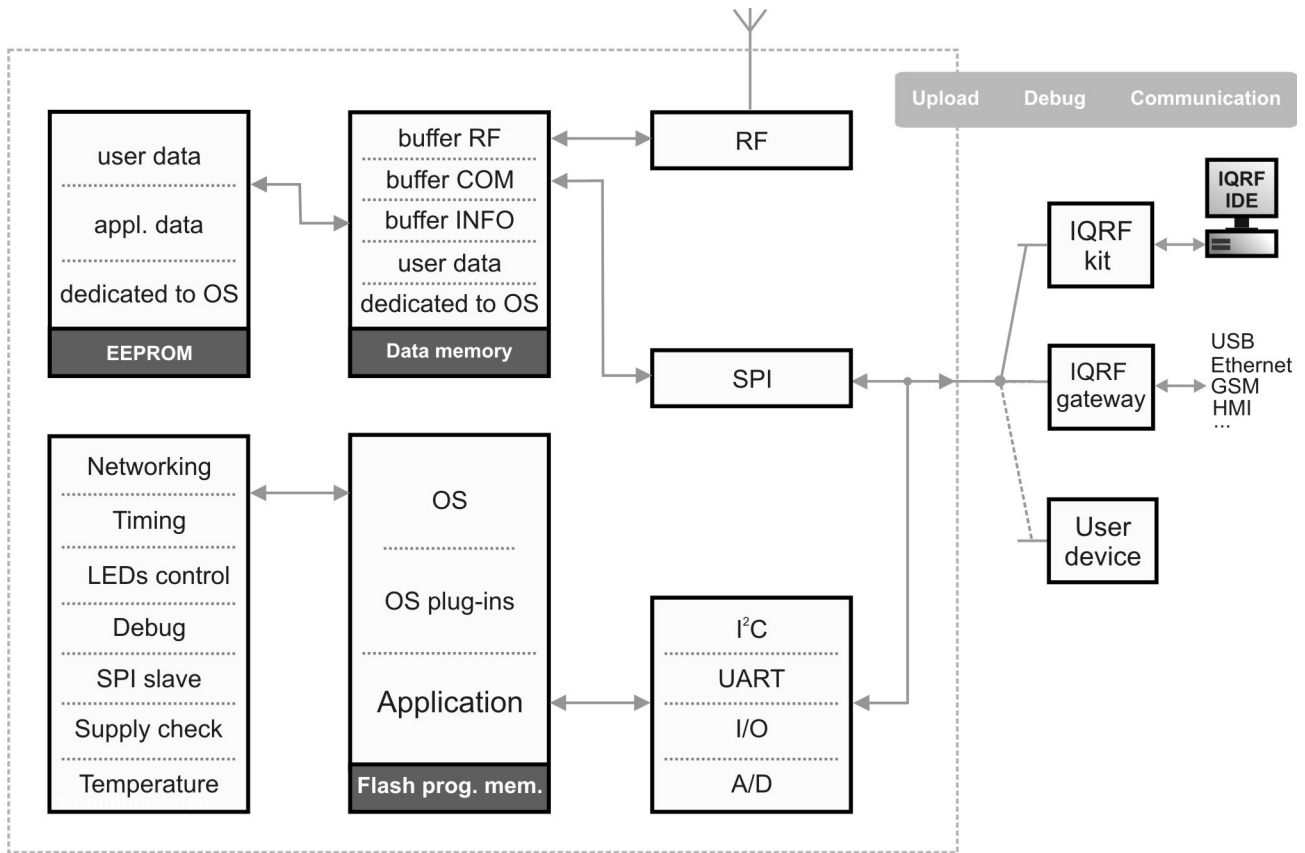 Upload Debug Communication
user data
appl. data
dedicated to OS
EEPROM
buffer RF
buffer COM
buffer INFO
user data
dedicated to OS
Data memory
RF
SPI
IQRF
kit
IQRF
IDE
IQRF
gateway
USB
Ethernet
GSM
HMI
...
User
device
Networking
Timing
LEDs control
Debug
SPI slave
Supply check
Temperature
OS
OS plug-ins
Application
Flash prog. mem.
I²C
UART
I/O
A/D